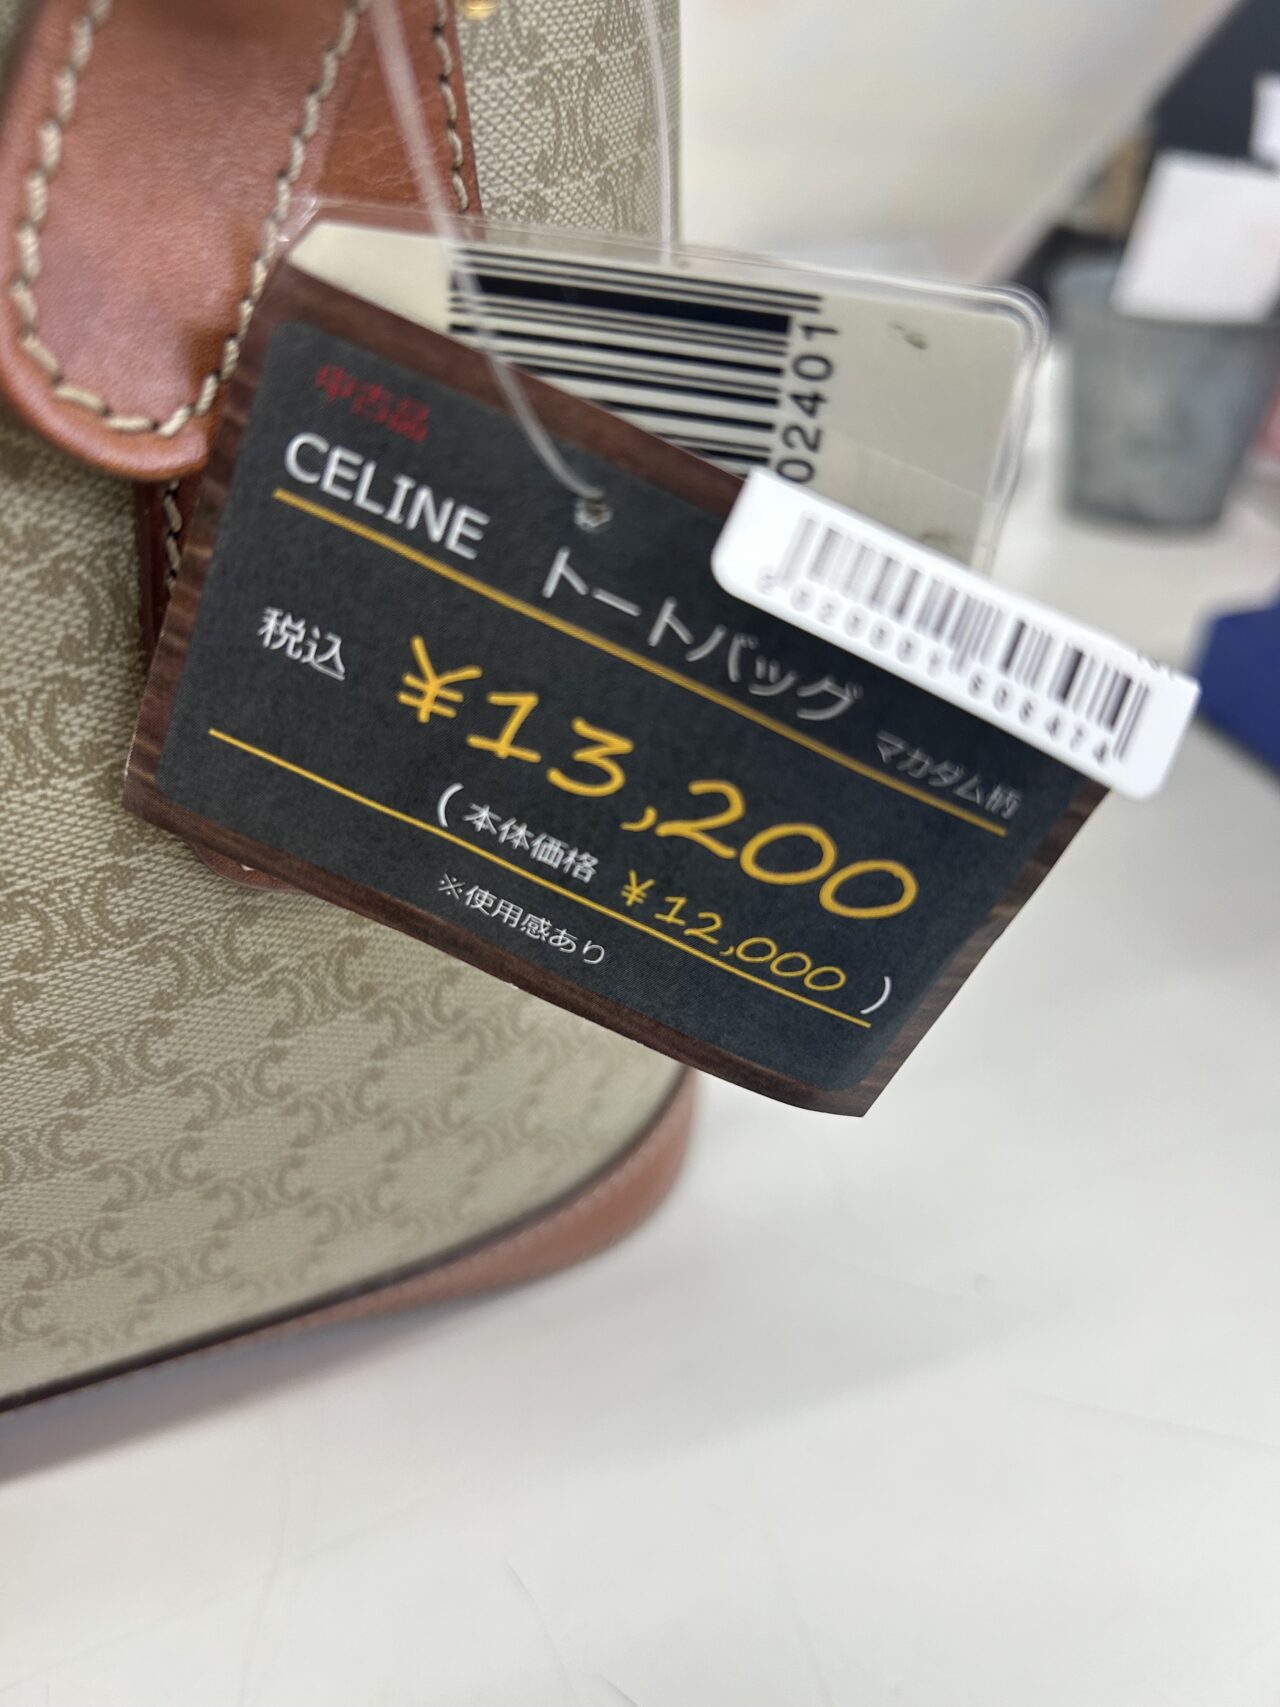 02401
中古品
CELINE トートバッグ マカダム柄
税込 ¥13,200
(本体価格 ¥12,000)
※使用感あり